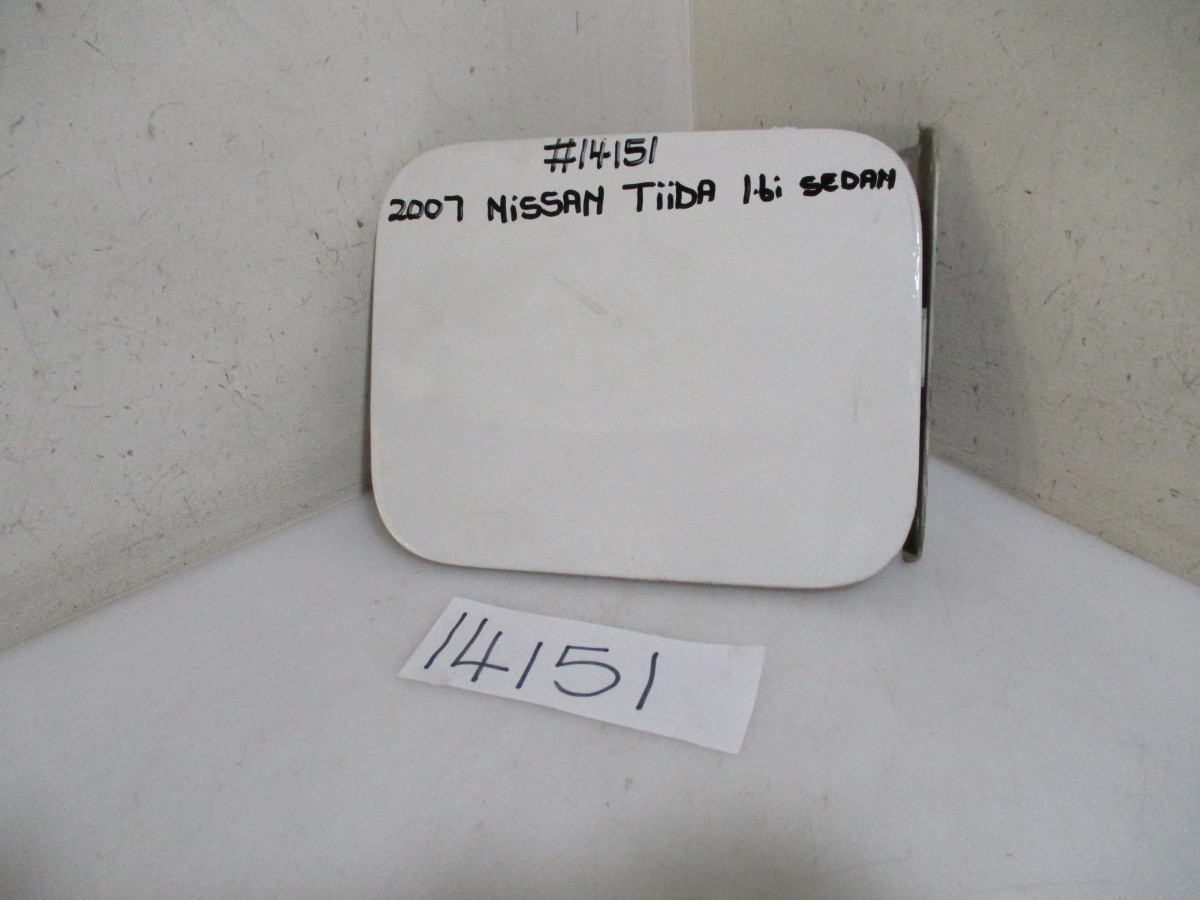 #14151
2007 NiSSAN TiiDA 1.6i SEDAN
14151